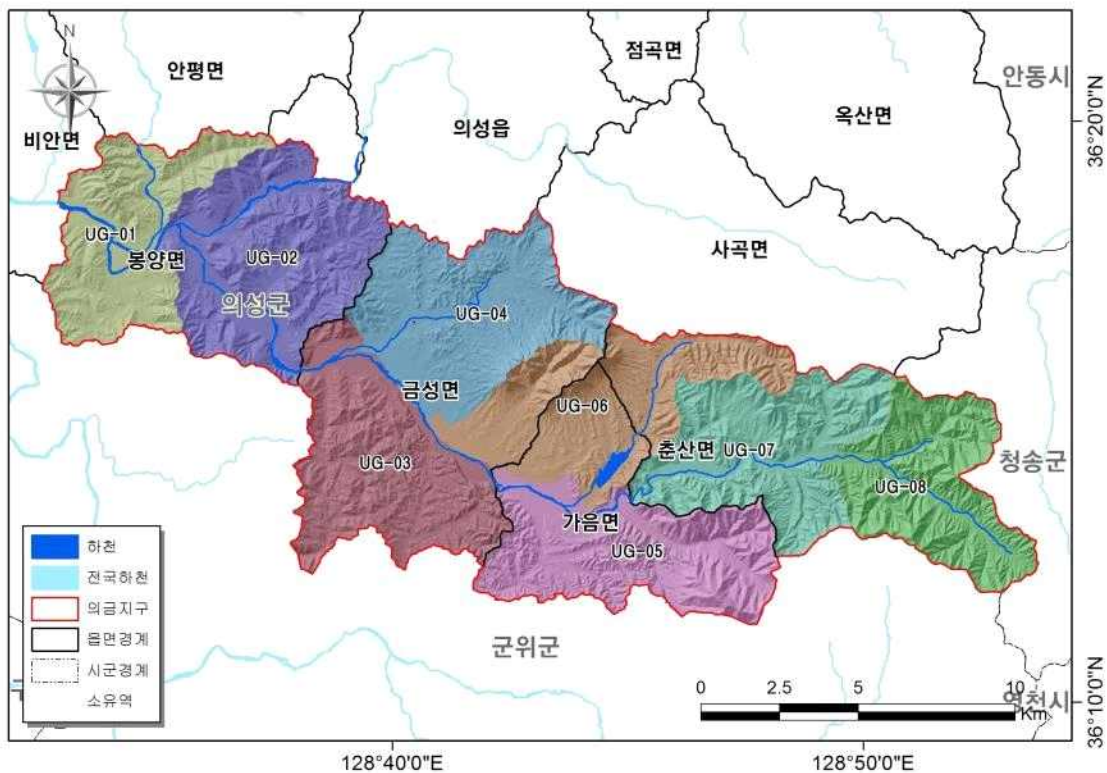 N
안평면
점곡면
안동시
비안면
의성읍
옥산면
36°20'0"N
사곡면
UG-01
봉양면
UG-02
의성군
UG-04
금성면
UG-06
춘산면
UG-07
청송군
UG-03
UG-08
가음면
UG-05
하천
전국하천
의금지구
읍면경계
시군경계
소유역
군위군
0 2.5 5 10
Km
영천시
36°10'0"N
128°40'0"E
128°50'0"E